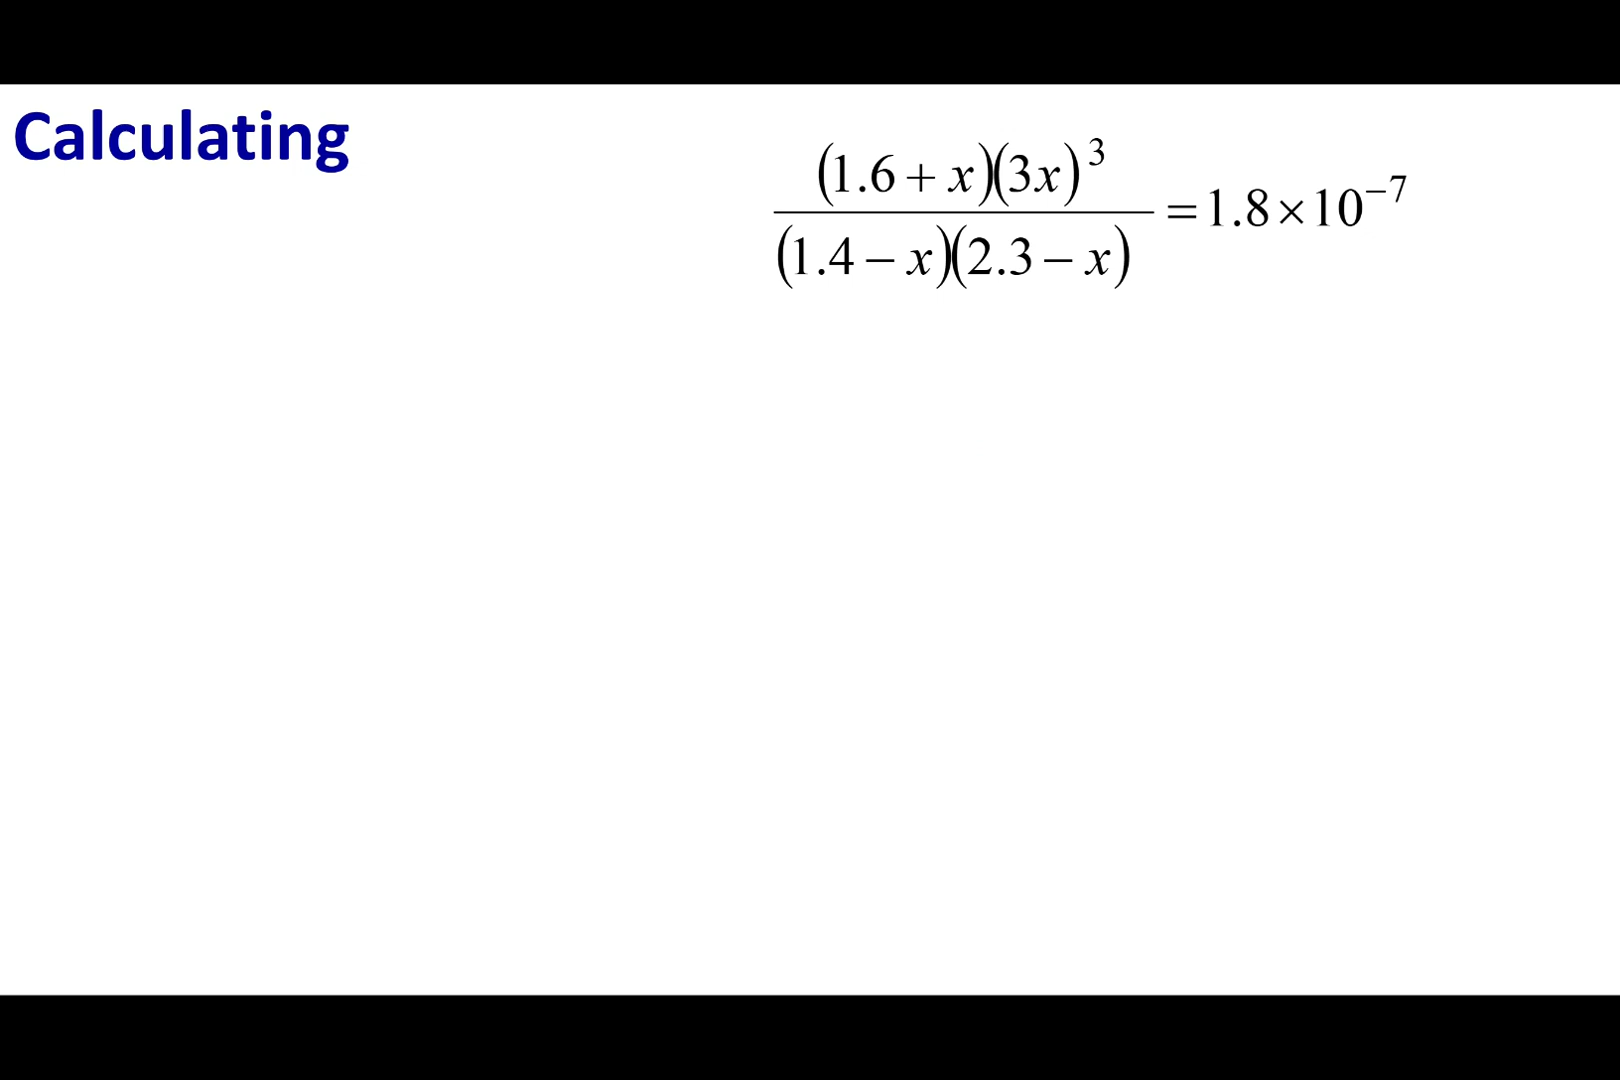 Calculating
(1.6 + x)(3x)³
(1.4 − x)(2.3 − x)
= 1.8 × 10⁻⁷